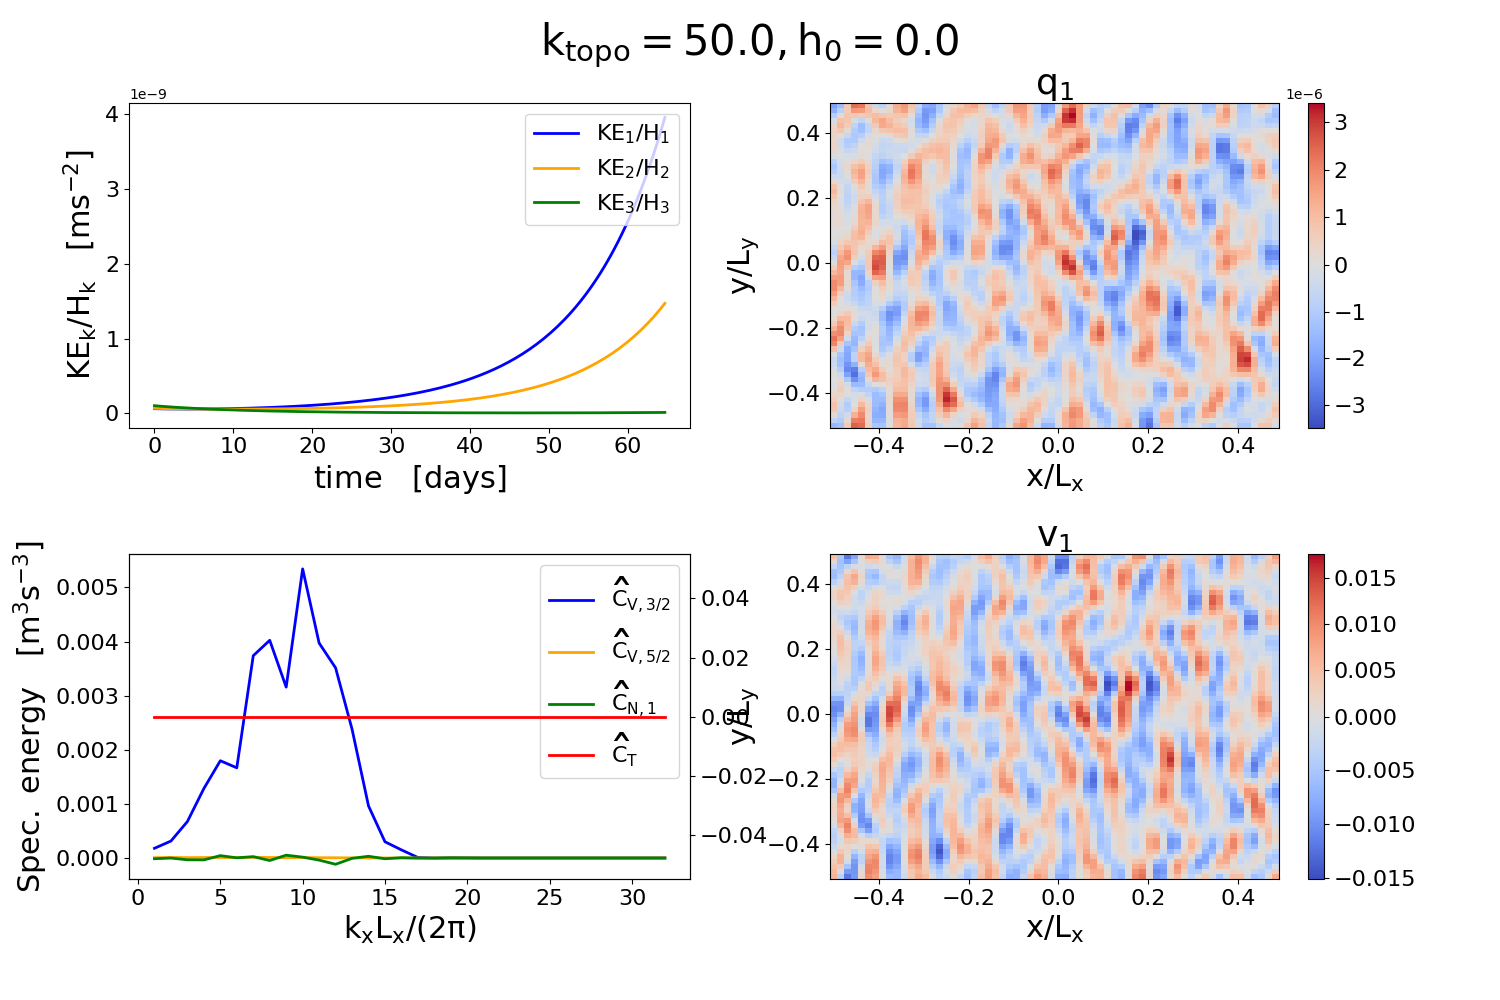 k_topo = 50.0, h_0 = 0.0
1e−9
4
3
2
1
0
KE_k/H_k [ms^−2]
KE_1/H_1
KE_2/H_2
KE_3/H_3
0 10 20 30 40 50 60
time [days]
q_1
1e−6
0.4
0.2
0.0
−0.2
−0.4
y/L_y
−0.4 −0.2 0.0 0.2 0.4
x/L_x
3
2
1
0
−1
−2
−3
0.005
0.004
0.003
0.002
0.001
0.000
Spec. energy [m^3s^−3]
Ĉ_V,3/2
Ĉ_V,5/2
Ĉ_N,1
Ĉ_T
0.04
0.02
0.00
−0.02
−0.04
0 5 10 15 20 25 30
k_xL_x/(2π)
v_1
0.4
0.2
0.0
−0.2
−0.4
y/L_y
−0.4 −0.2 0.0 0.2 0.4
x/L_x
0.015
0.010
0.005
0.000
−0.005
−0.010
−0.015